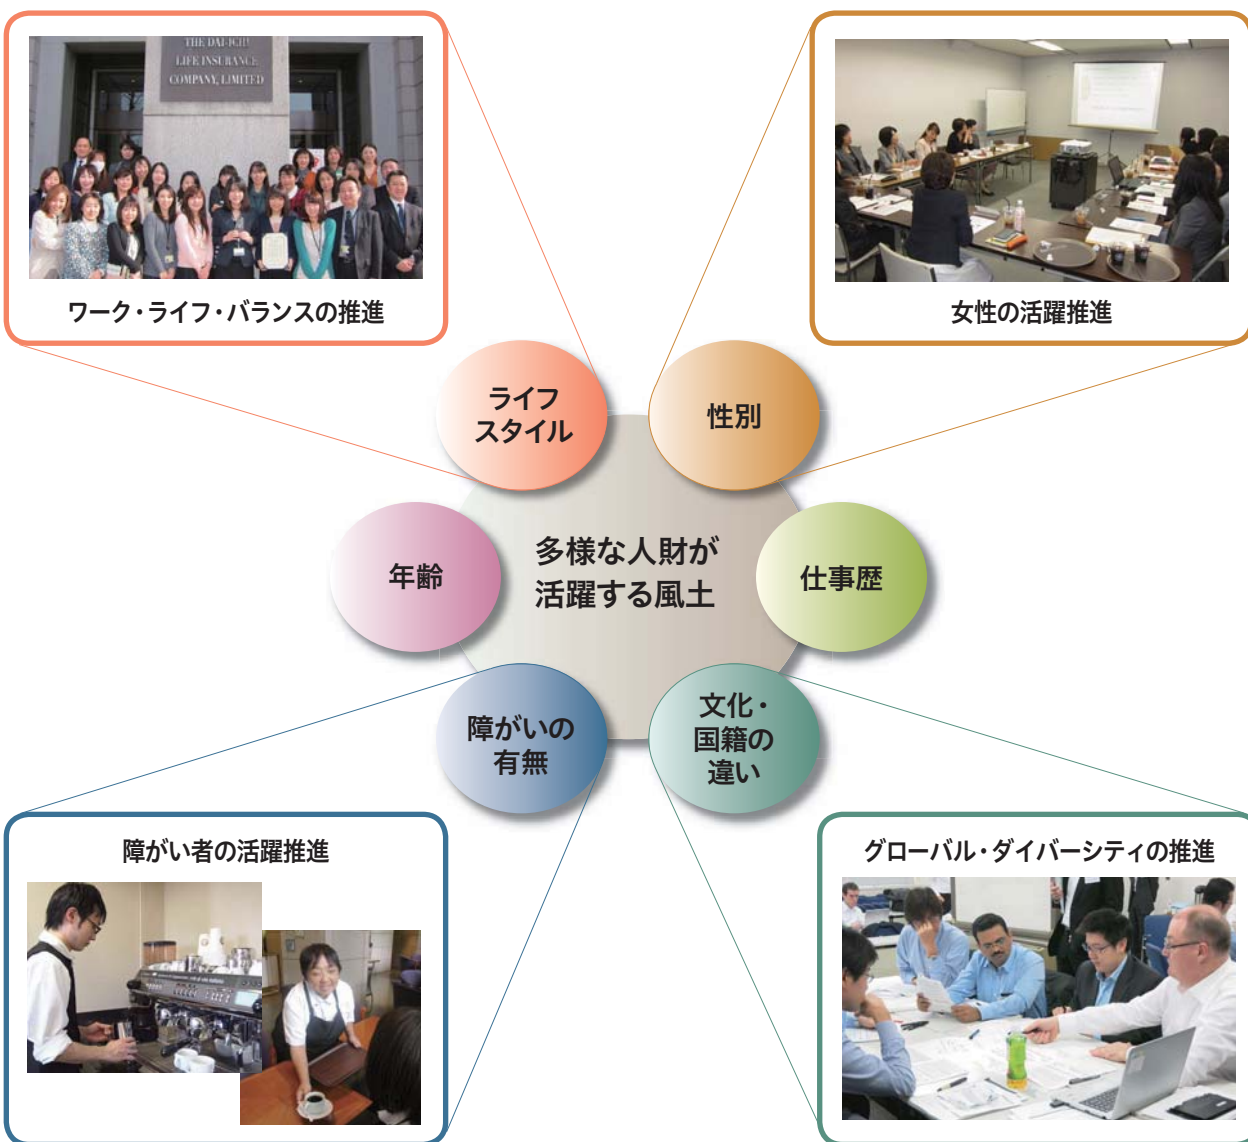 THE DAI-ICHI
LIFE INSURANCE
COMPANY, LIMITED
ワーク・ライフ・バランスの推進
女性の活躍推進
ライフ
スタイル
性別
年齢
多様な人財が
活躍する風土
仕事歴
障がいの
有無
文化・
国籍の
違い
障がい者の活躍推進
グローバル・ダイバーシティの推進